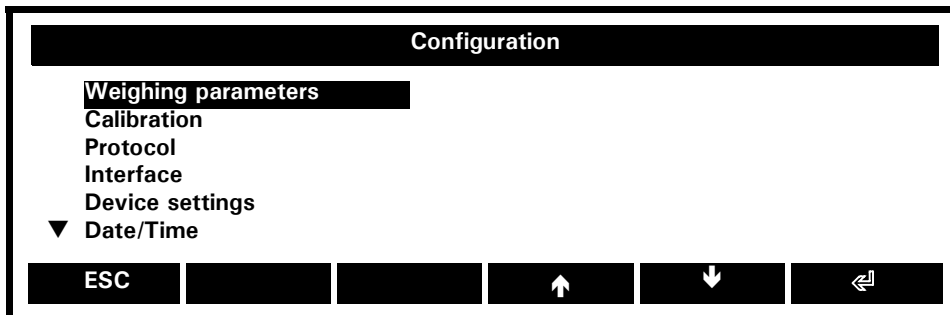 Configuration
Weighing parameters
Calibration
Protocol
Interface
Device settings
▼ Date/Time
ESC ↑ ↓ ⏎